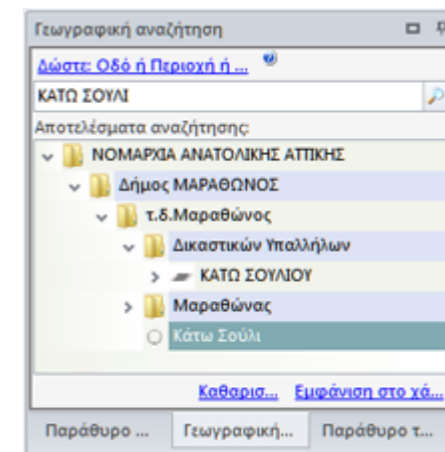 Γεωγραφική αναζήτηση
Δώστε: Οδό ή Περιοχή ή ...
ΚΑΤΩ ΣΟΥΛΙ
Αποτελέσματα αναζήτησης:
ΝΟΜΑΡΧΙΑ ΑΝΑΤΟΛΙΚΗΣ ΑΤΤΙΚΗΣ
Δήμος ΜΑΡΑΘΩΝΟΣ
τ.δ.Μαραθώνος
Δικαστικών Υπαλλήλων
ΚΑΤΩ ΣΟΥΛΙΟΥ
Μαραθώνας
Κάτω Σούλι
Καθαρισ... Εμφάνιση στο χά...
Παράθυρο ... Γεωγραφική... Παράθυρο τ...